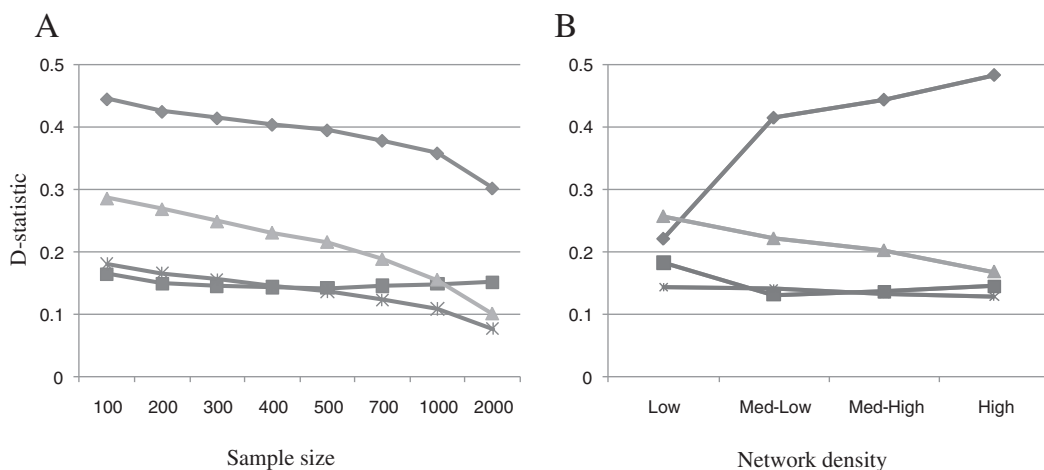 A
0.5
0.4
0.3
0.2
0.1
0
D-statistic
100 200 300 400 500 700 1000 2000
Sample size
B
0.5
0.4
0.3
0.2
0.1
0
Low Med-Low Med-High High
Network density